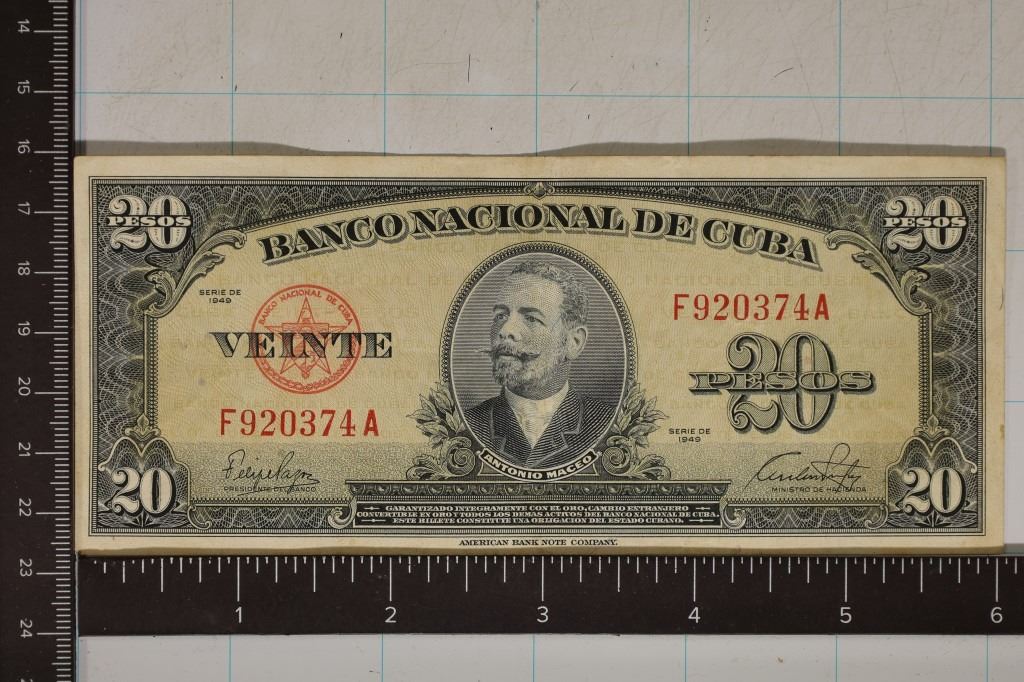 14
15
16
17
18
19
20
21
22
23
24
20 PESOS
20 PESOS
BANCO NACIONAL DE CUBA
SERIE DE
1949
BANCO NACIONAL DE CUBA
F920374A
VEINTE
20 PESOS
F920374A
SERIE DE
1949
ANTONIO MACEO
PRESIDENTE DEL BANCO
MINISTRO DE HACIENDA
20
20
GARANTIZADO INTEGRAMENTE CON EL ORO, CAMBIO EXTRANJERO
CONVERTIBLE EN ORO Y TODOS LOS DEMAS ACTIVOS DEL BANCO NACIONAL DE CUBA.
ESTE BILLETE CONSTITUYE UNA OBLIGACION DEL ESTADO CUBANO.
AMERICAN BANK NOTE COMPANY.
1 2 3 4 5 6